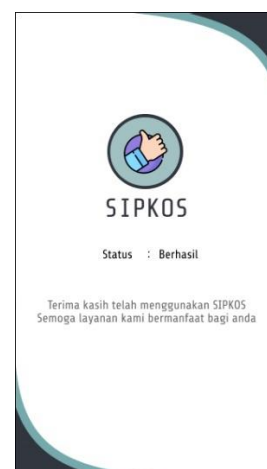 SIPKOS
Status : Berhasil
Terima kasih telah menggunakan SIPKOS
Semoga layanan kami bermanfaat bagi anda